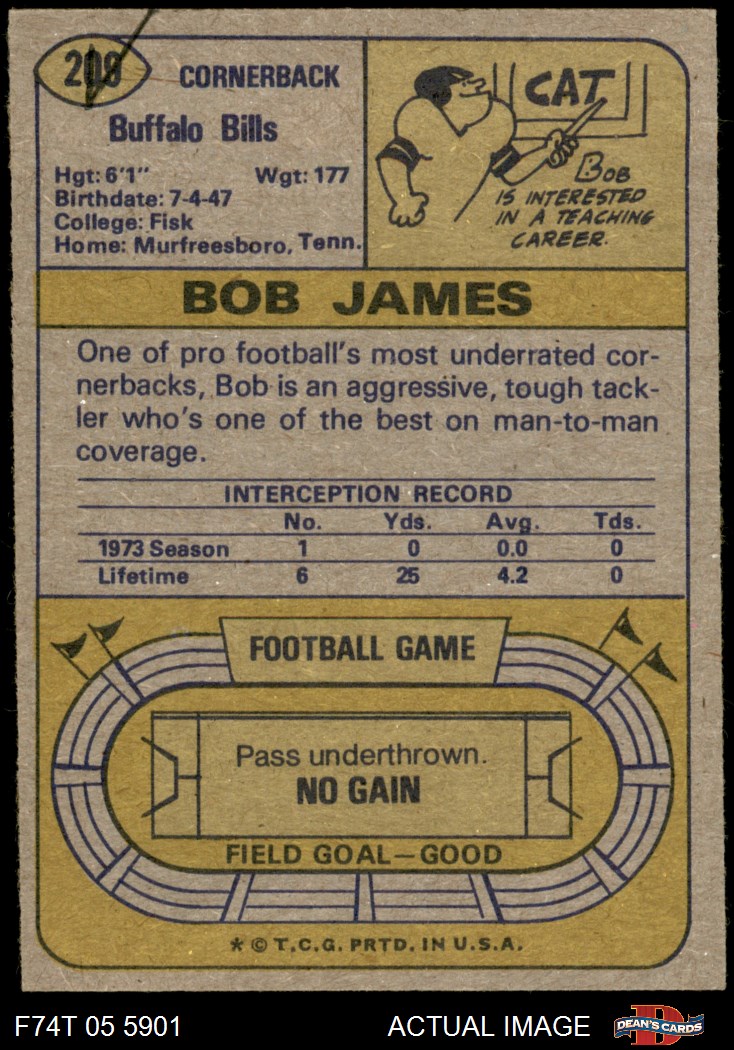 208
CORNERBACK
Buffalo Bills
Hgt: 6'1" Wgt: 177
Birthdate: 7-4-47
College: Fisk
Home: Murfreesboro, Tenn.
CAT
BOB
IS INTERESTED
IN A TEACHING
CAREER.
BOB JAMES
One of pro football's most underrated cor-
nerbacks, Bob is an aggressive, tough tack-
ler who's one of the best on man-to-man
coverage.
INTERCEPTION RECORD
No. Yds. Avg. Tds.
1973 Season 1 0 0.0 0
Lifetime 6 25 4.2 0
FOOTBALL GAME
Pass underthrown.
NO GAIN
FIELD GOAL—GOOD
* © T.C.G. PRTD. IN U.S.A.
F74T 05 5901 ACTUAL IMAGE
D
DEAN'S CARDS